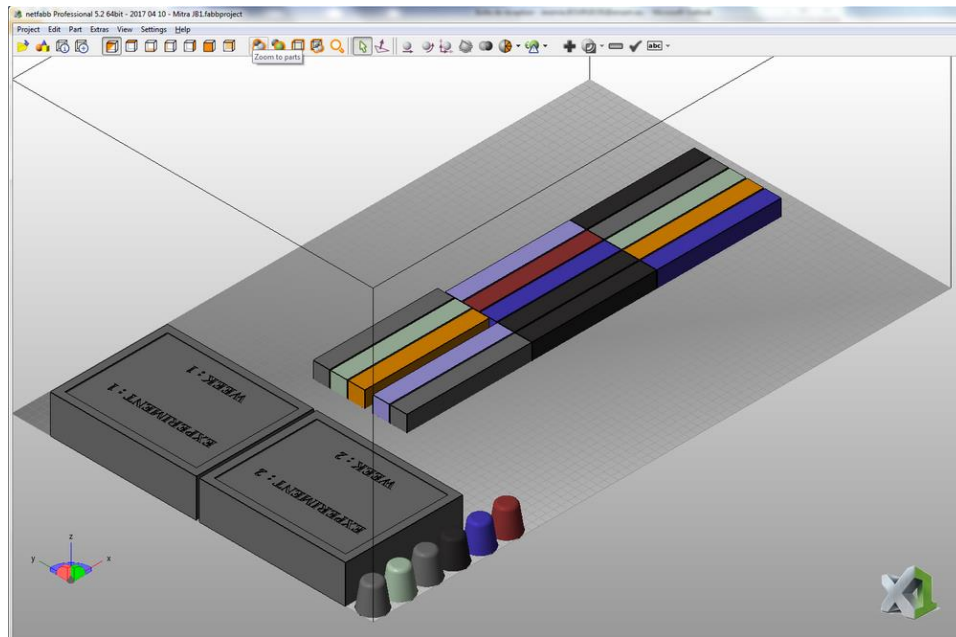 netfabb Professional 5.2 64bit - 2017 04 10 - Mitra JB1.fabbproject
Project Edit Part Extras View Settings Help
abc
Zoom to parts
WEEK : 1
EXPERIMENT : 1
WEEK : 2
EXPERIMENT : 2
z
y
x